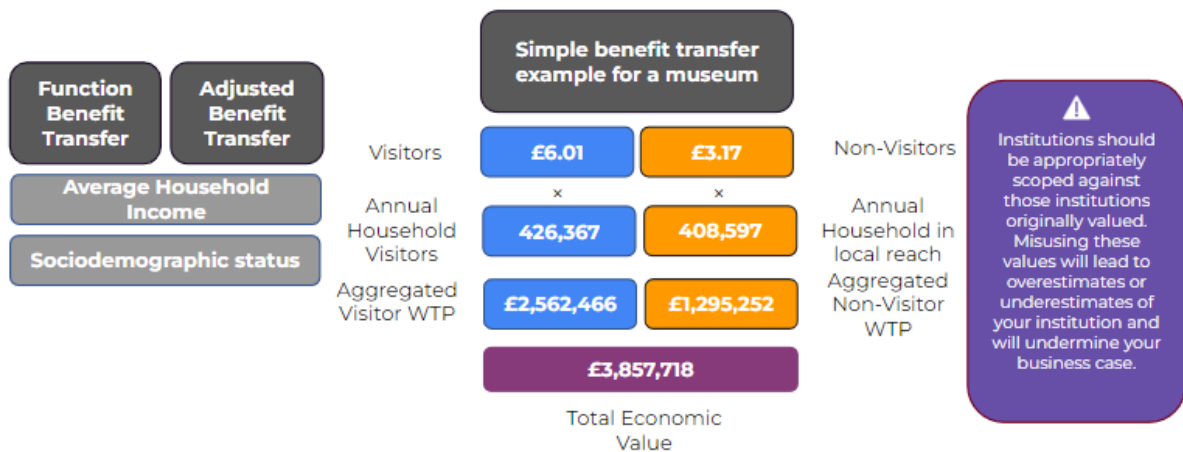 Function
Benefit
Transfer
Adjusted
Benefit
Transfer
Average Household
Income
Sociodemographic status
Simple benefit transfer
example for a museum
Visitors
£6.01
£3.17
Non-Visitors
×
×
Annual
Household
Visitors
426,367
408,597
Annual
Household in
local reach
Aggregated
Visitor WTP
£2,562,466
£1,295,252
Aggregated
Non-Visitor
WTP
£3,857,718
Total Economic
Value
Institutions should
be appropriately
scoped against
those institutions
originally valued.
Misusing these
values will lead to
overestimates or
underestimates of
your institution and
will undermine your
business case.